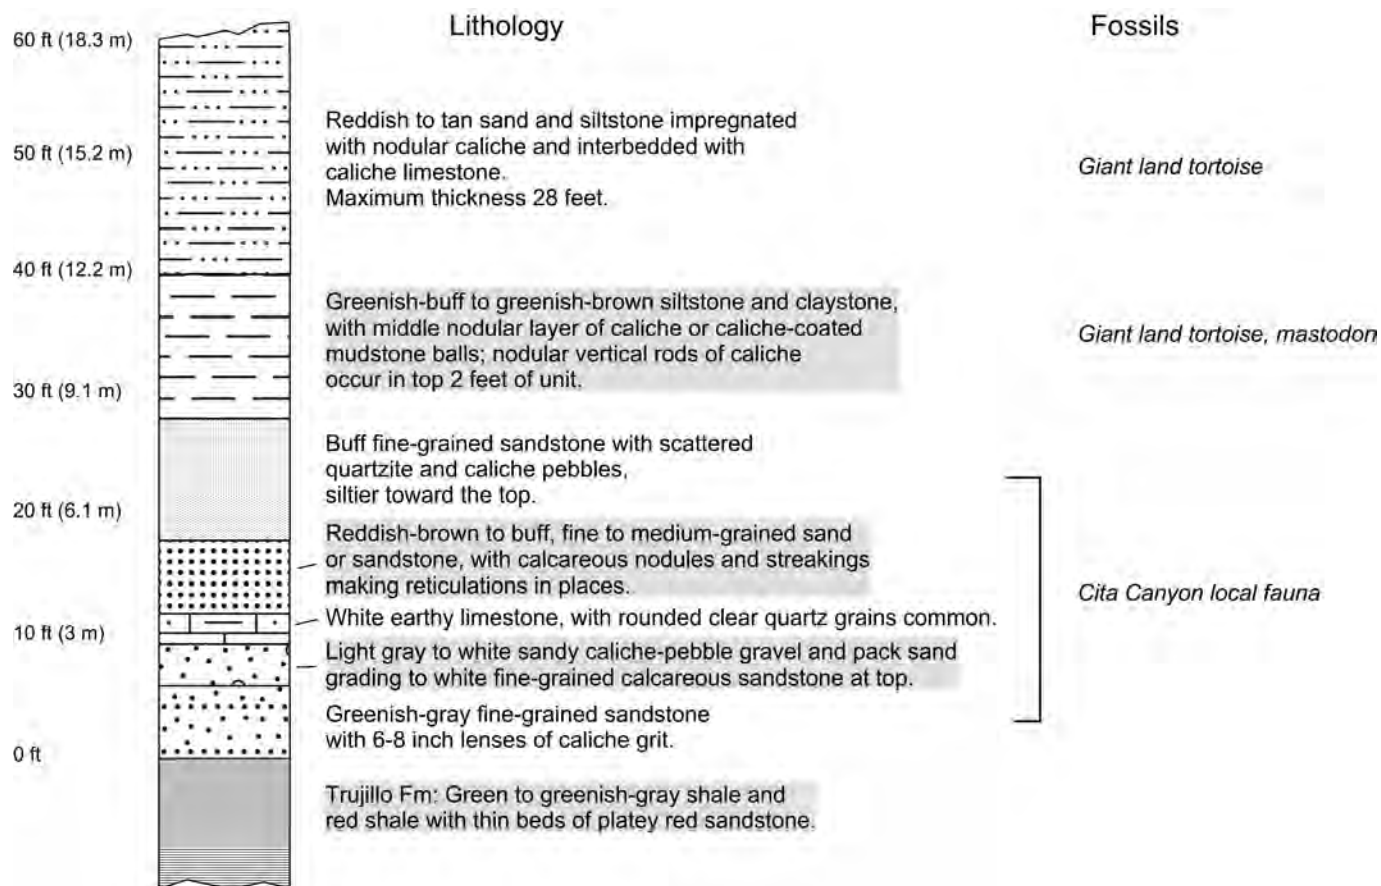 Lithology
Fossils
60 ft (18.3 m)
Reddish to tan sand and siltstone impregnated
with nodular caliche and interbedded with
caliche limestone.
Maximum thickness 28 feet.
50 ft (15.2 m)
Giant land tortoise
40 ft (12.2 m)
Greenish-buff to greenish-brown siltstone and claystone,
with middle nodular layer of caliche or caliche-coated
mudstone balls; nodular vertical rods of caliche
occur in top 2 feet of unit.
Giant land tortoise, mastodon
30 ft (9.1 m)
Buff fine-grained sandstone with scattered
quartzite and caliche pebbles,
siltier toward the top.
20 ft (6.1 m)
Reddish-brown to buff, fine to medium-grained sand
or sandstone, with calcareous nodules and streakings
making reticulations in places.
Cita Canyon local fauna
White earthy limestone, with rounded clear quartz grains common.
10 ft (3 m)
Light gray to white sandy caliche-pebble gravel and pack sand
grading to white fine-grained calcareous sandstone at top.
Greenish-gray fine-grained sandstone
with 6-8 inch lenses of caliche grit.
0 ft
Trujillo Fm: Green to greenish-gray shale and
red shale with thin beds of platey red sandstone.